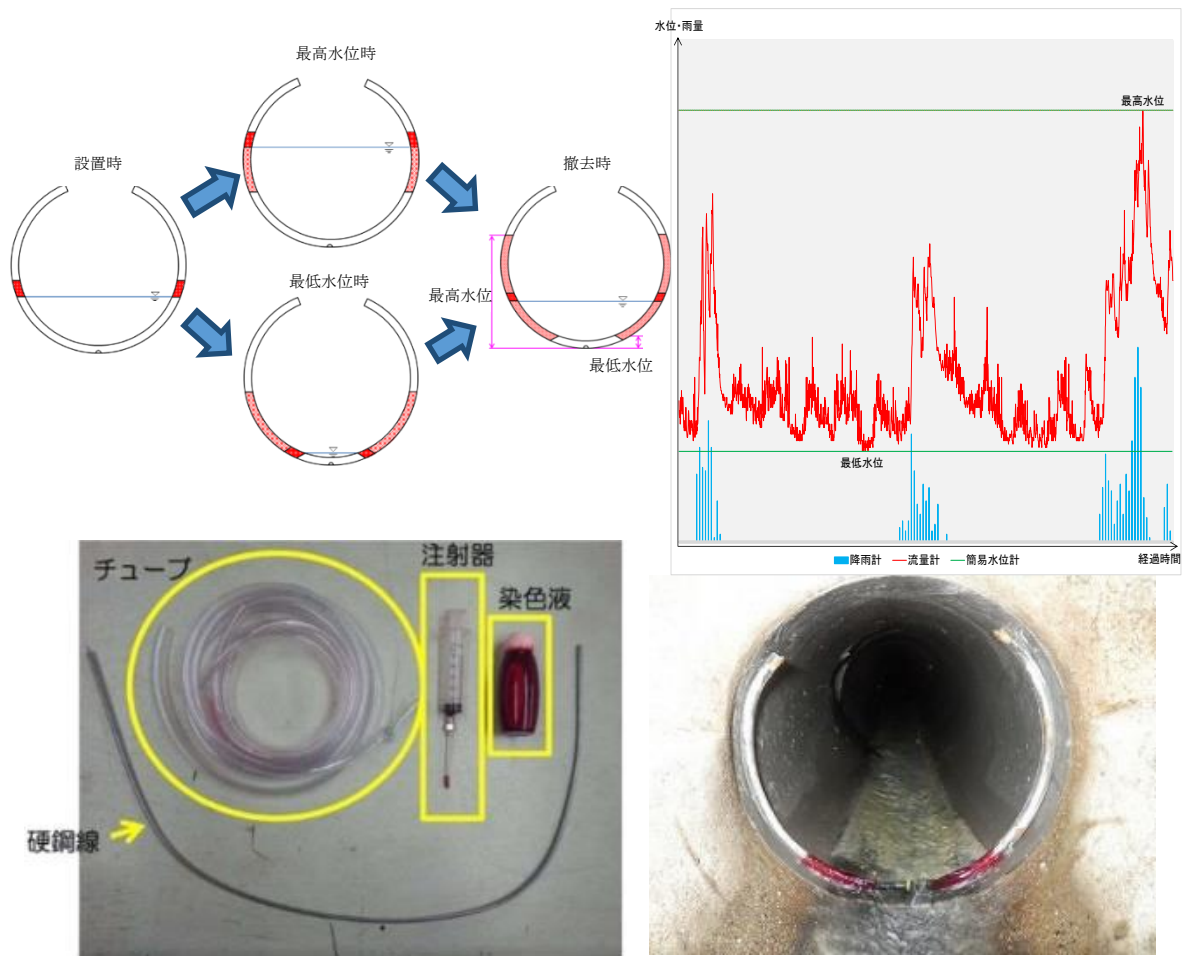 最高水位時
設置時
最低水位時
撤去時
最高水位
最低水位
水位・雨量
最高水位
最低水位
降雨計
流量計
簡易水位計
経過時間
チューブ
注射器
染色液
硬鋼線